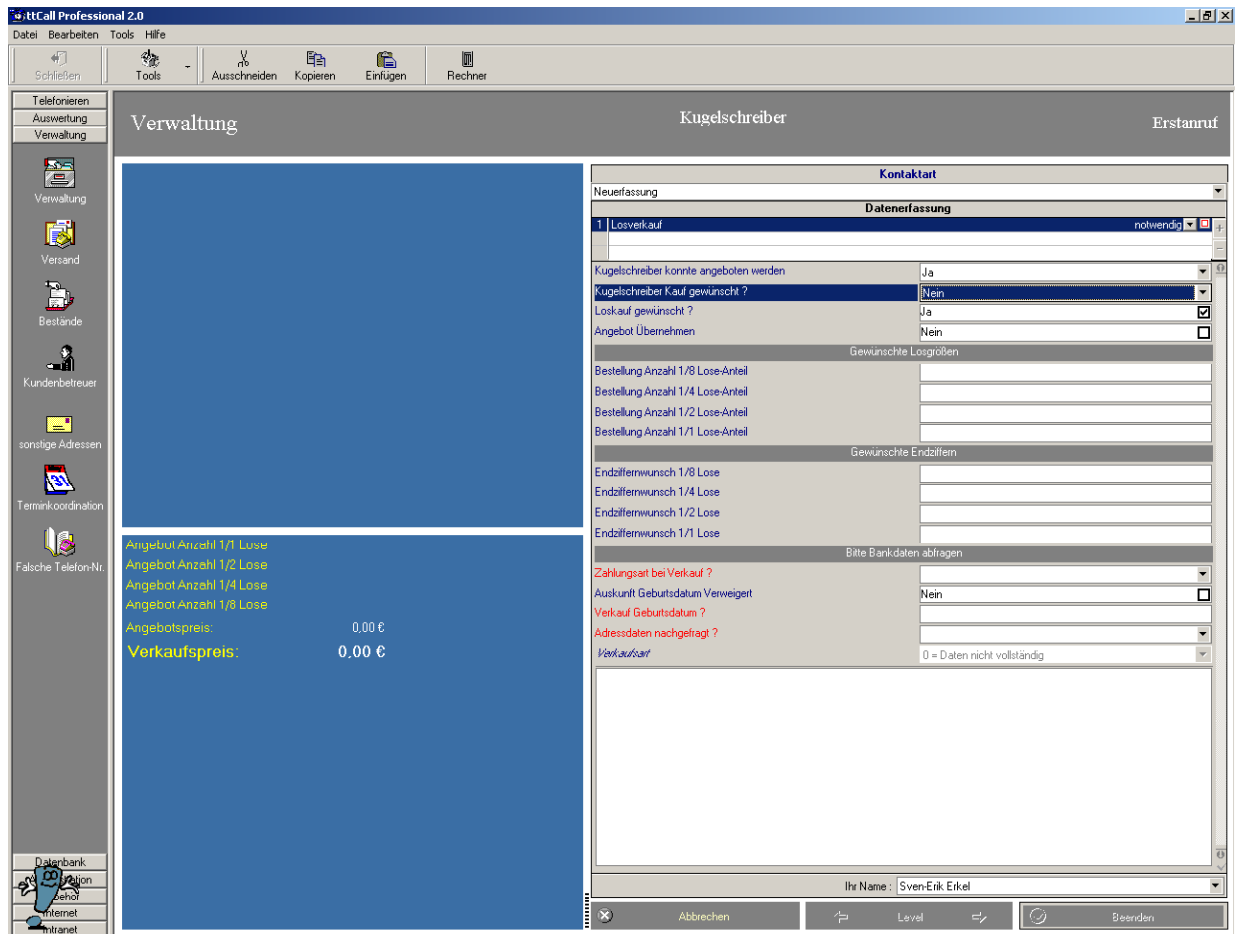 ttCall Professional 2.0
Datei Bearbeiten Tools Hilfe
Schließen Tools Ausschneiden Kopieren Einfügen Rechner
Telefonieren
Auswertung
Verwaltung
Verwaltung
Versand
Bestände
Kundenbetreuer
sonstige Adressen
Terminkoordination
Falsche Telefon-Nr.
Datenbank
Internet
Intranet
Verwaltung Kugelschreiber Erstanruf
Angebot Anzahl 1/1 Lose
Angebot Anzahl 1/2 Lose
Angebot Anzahl 1/4 Lose
Angebot Anzahl 1/8 Lose
Angebotspreis: 0,00 €
Verkaufspreis: 0,00 €
Kontaktart
Neuerfassung
Datenerfassung
1 Losverkauf notwendig
Kugelschreiber konnte angeboten werden Ja
Kugelschreiber Kauf gewünscht ? Nein
Loskauf gewünscht ? Ja
Angebot Übernehmen Nein
Gewünschte Losgrößen
Bestellung Anzahl 1/8 Lose-Anteil
Bestellung Anzahl 1/4 Lose-Anteil
Bestellung Anzahl 1/2 Lose-Anteil
Bestellung Anzahl 1/1 Lose-Anteil
Gewünschte Endziffern
Endziffernwunsch 1/8 Lose
Endziffernwunsch 1/4 Lose
Endziffernwunsch 1/2 Lose
Endziffernwunsch 1/1 Lose
Bitte Bankdaten abfragen
Zahlungsart bei Verkauf ?
Auskunft Geburtsdatum Verweigert Nein
Verkauf Geburtsdatum ?
Adressdaten nachgefragt ?
Verkaufsart 0 = Daten nicht vollständig
Ihr Name : Sven-Erik Erkel
Abbrechen Level Beenden